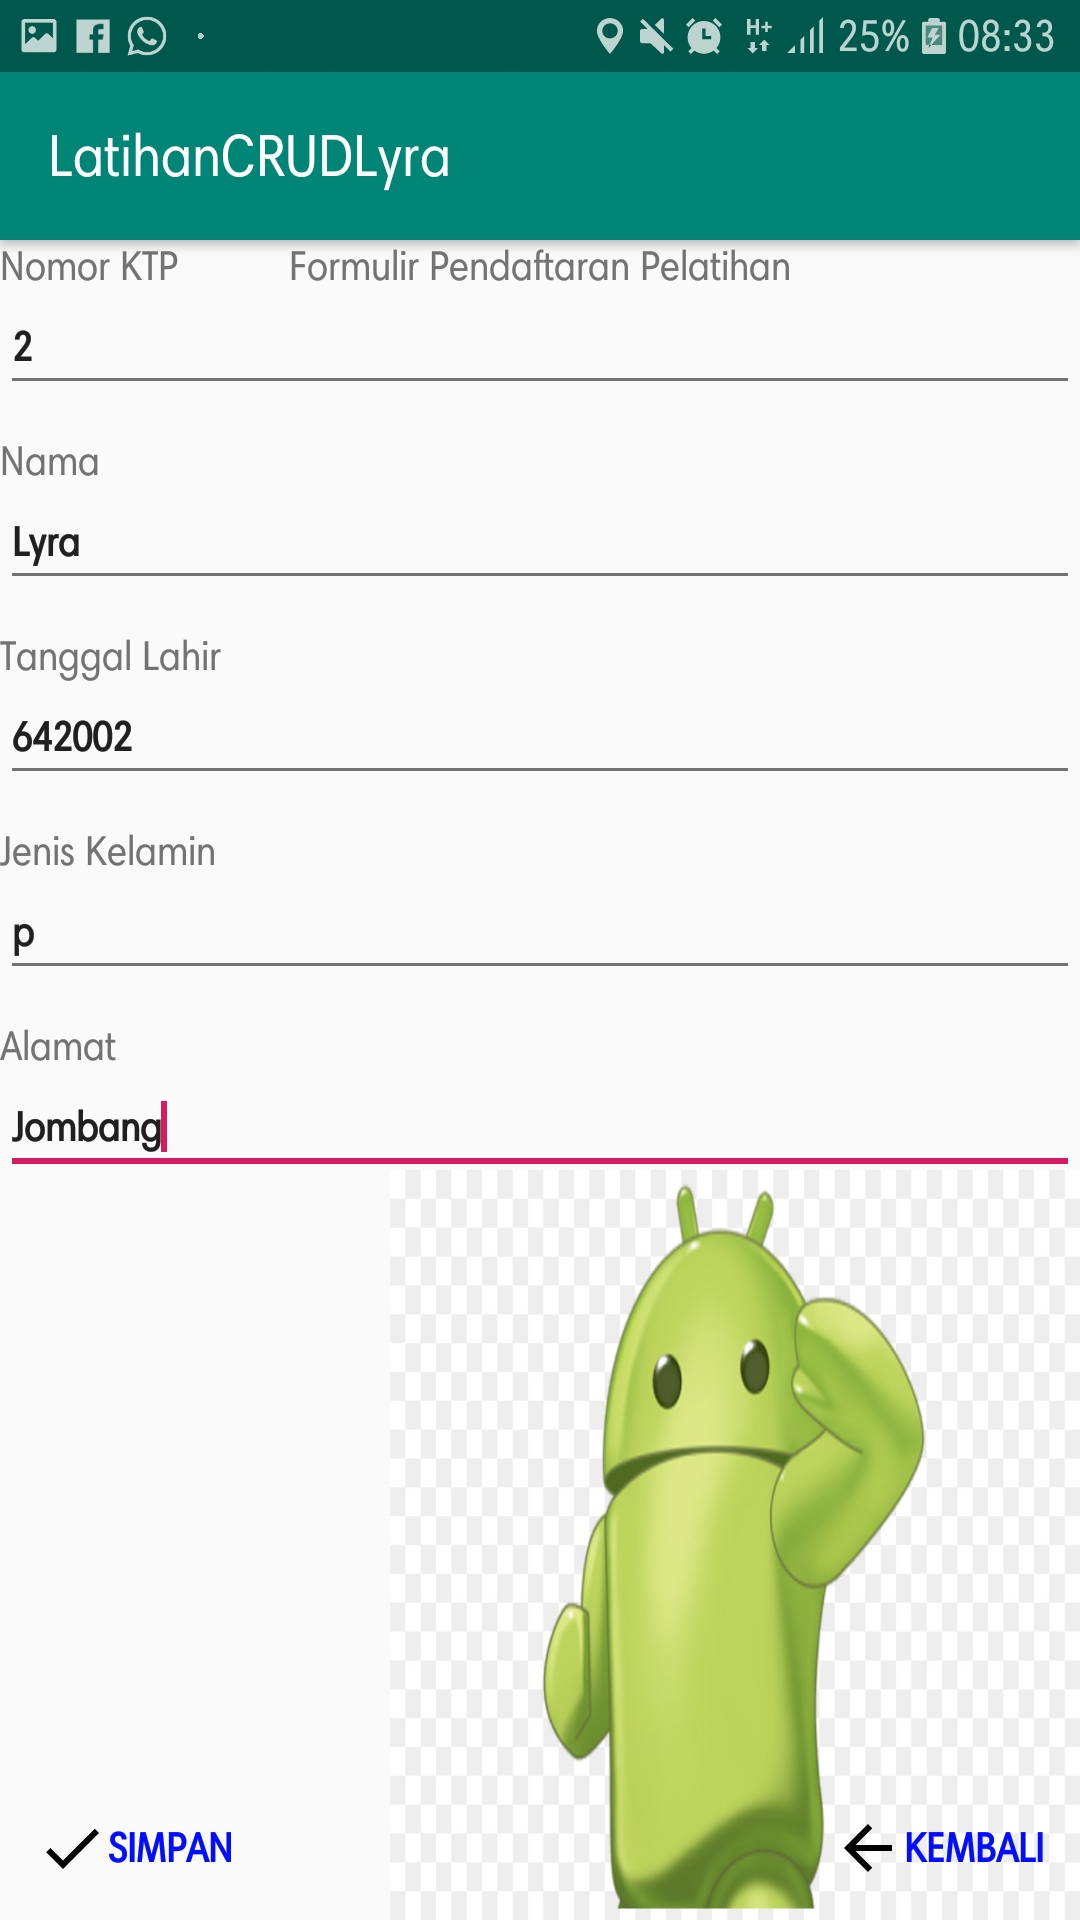 H+ 25% 08:33
LatihanCRUDLyra
Nomor KTP Formulir Pendaftaran Pelatihan
2
Nama
Lyra
Tanggal Lahir
642002
Jenis Kelamin
p
Alamat
Jombang
SIMPAN KEMBALI